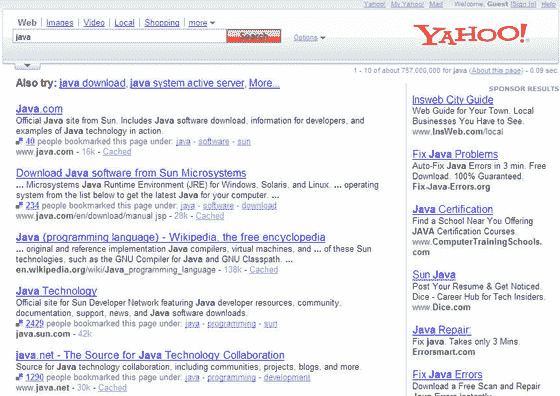 Yahoo! My Yahoo! Mail Welcome, Guest [Sign In] Help
Web Images Video Local Shopping more
java Search Options YAHOO!
1 - 10 of about 757,000,000 for java (About this page) - 0.09 sec.
Also try: java download, java system active server, More...
Java.com
Official Java site from Sun. Includes Java software download, information for developers, and
examples of Java technology in action.
40 people bookmarked this page under: java - software - sun
www.java.com - 16k - Cached
Download Java software from Sun Microsystems
... Microsystems Java Runtime Environment (JRE) for Windows, Solaris, and Linux. ... operating
system from the list below to get the latest Java for your computer. ...
234 people bookmarked this page under: java - software - download
www.java.com/en/download/manual.jsp - 28k - Cached
Java (programming language) - Wikipedia, the free encyclopedia
... original and reference implementation Java compilers, virtual machines, and ... of these Sun
technologies, such as the GNU Compiler for Java and GNU Classpath. ...
en.wikipedia.org/wiki/Java_programming_language - 138k - Cached
Java Technology
Official site for Sun Developer Network featuring Java developer resources, community,
documentation, support, news, and Java software downloads.
2429 people bookmarked this page under: java - programming - sun
java.sun.com - 42k
java.net - The Source for Java Technology Collaboration
Source for Java technology collaboration, including communities, projects, blogs, and more.
1290 people bookmarked this page under: java - programming - development
www.java.net - 30k - Cached
SPONSOR RESULTS
Insweb City Guide
Web Guide for Your Town. Local
Businesses You Have to See.
www.InsWeb.com/local
Fix Java Problems
Auto-Fix Java Errors in 3 min. Free
Download. 100% Guaranteed.
Fix-Java-Errors.org
Java Certification
Find a School Near You Offering
JAVA Certification Courses.
www.ComputerTrainingSchools.
com
Sun Java
Post Your Resume & Get Noticed.
Dice - Career Hub for Tech Insiders.
www.Dice.com
Java Repair:
Fix java. Takes only 3 Mins.
Errorsmart.com
Fix Java Errors
Download a Free Scan and Repair
Java Errors Instantly.